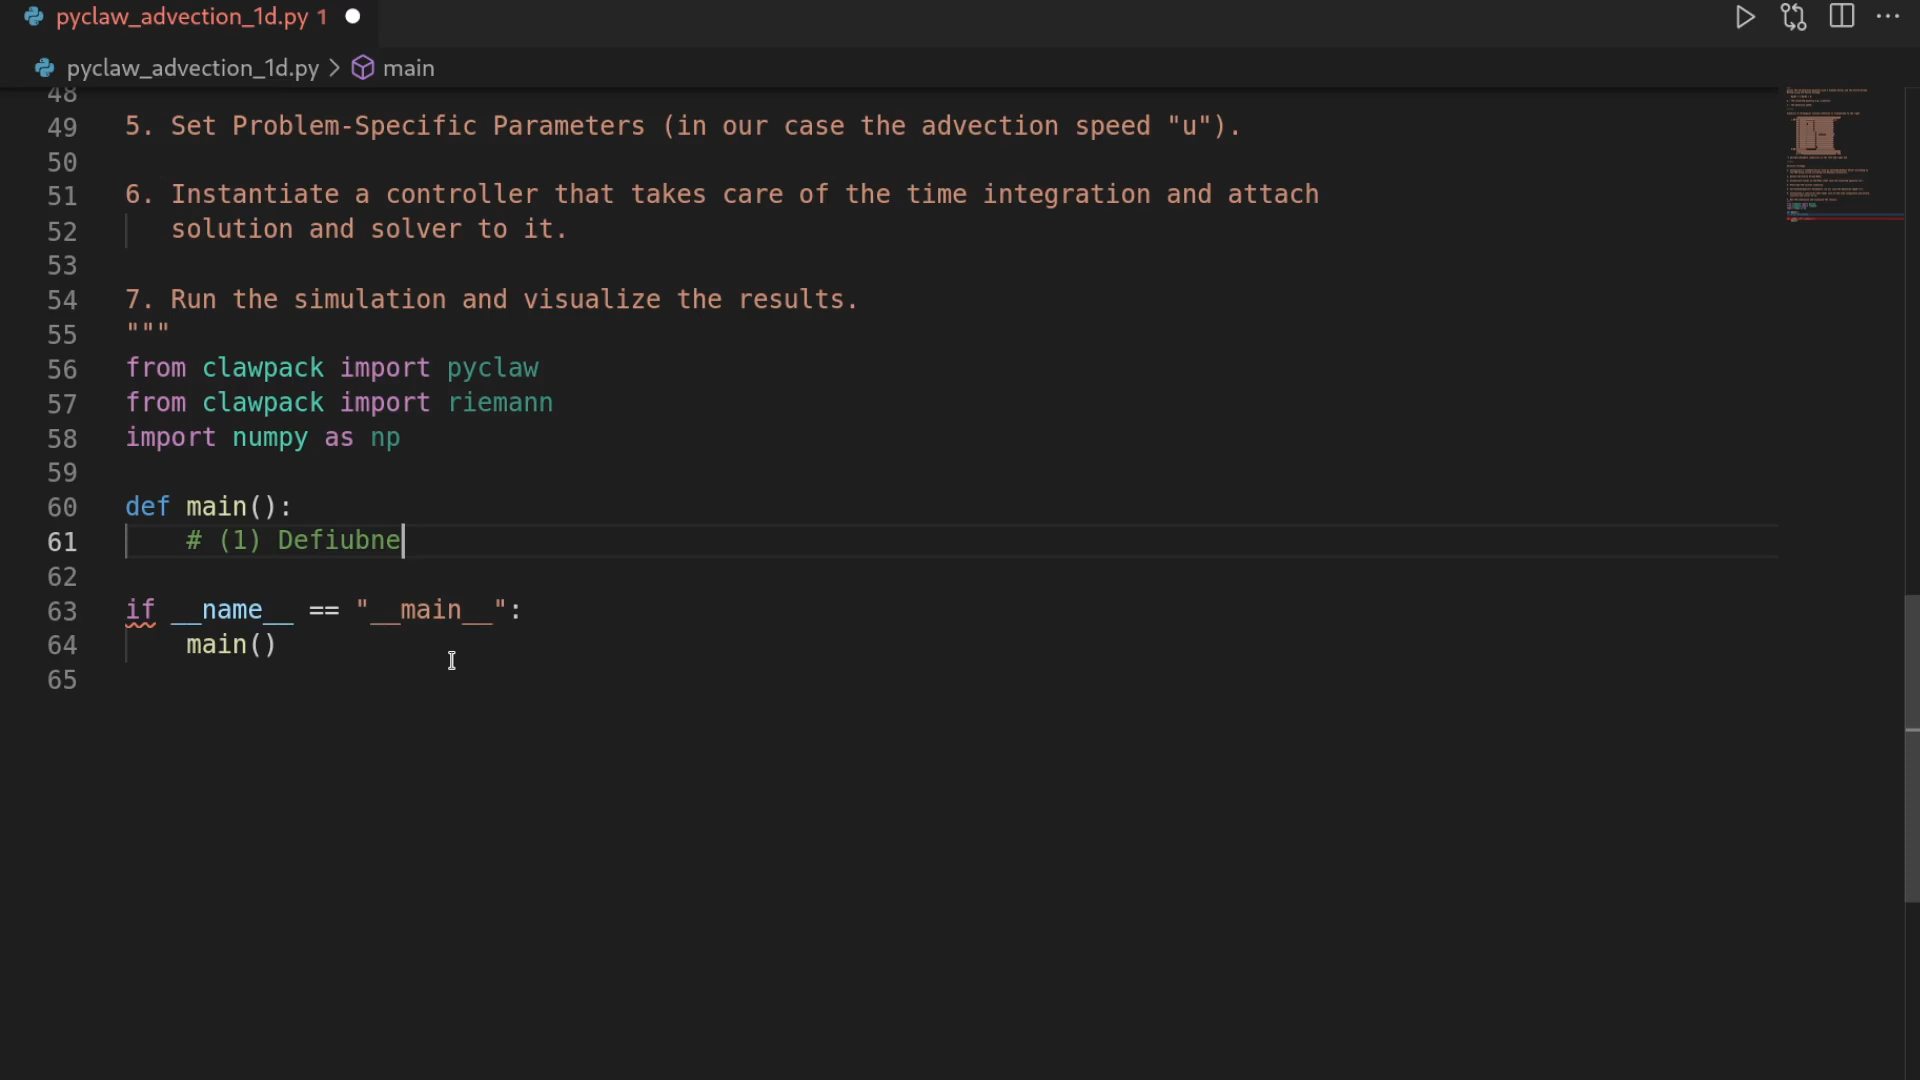 pyclaw_advection_1d.py 1
pyclaw_advection_1d.py > main
48
49 5. Set Problem-Specific Parameters (in our case the advection speed "u").
50
51 6. Instantiate a controller that takes care of the time integration and attach
52 solution and solver to it.
53
54 7. Run the simulation and visualize the results.
55 """
56 from clawpack import pyclaw
57 from clawpack import riemann
58 import numpy as np
59
60 def main():
61 # (1) Defiubne
62
63 if __name__ == "__main__":
64 main()
65